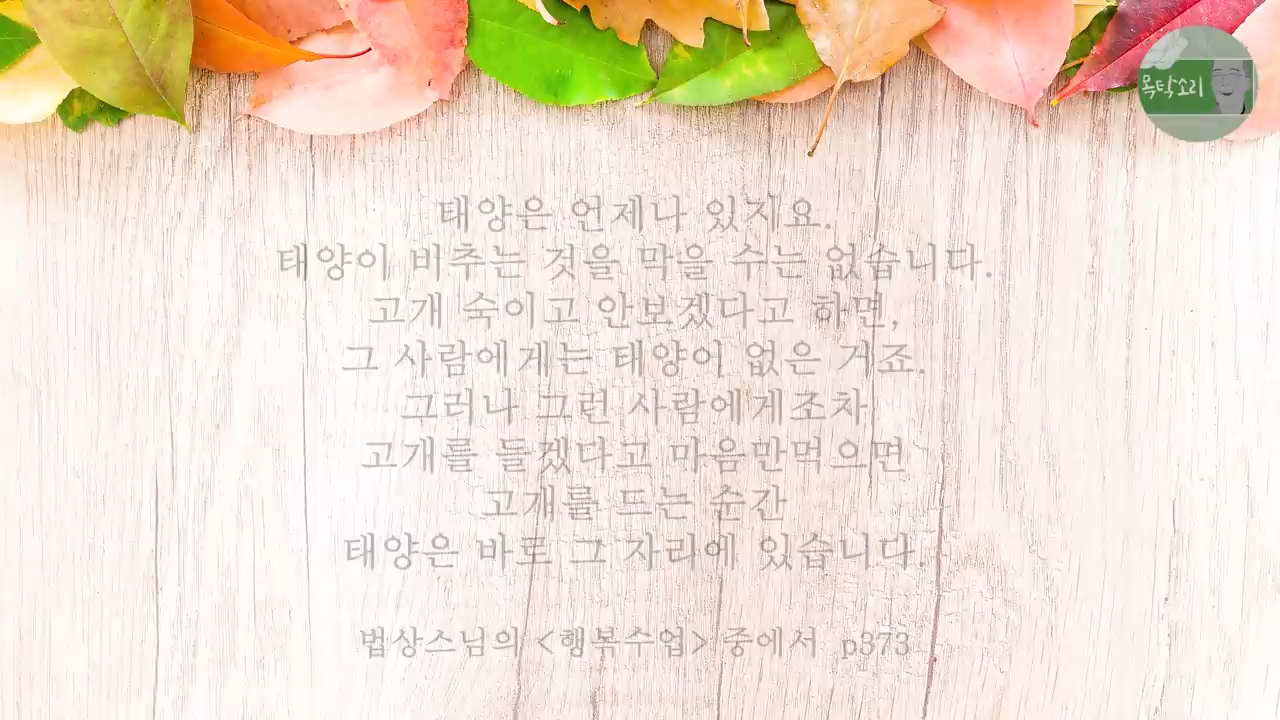 목탁소리
태양은 언제나 있지요.
태양이 비추는 것을 막을 수는 없습니다.
고개 숙이고 안보겠다고 하면,
그 사람에게는 태양이 없은 거죠.
그러나 그런 사람에게조차
고개를 들겠다고 마음만먹으면
고개를 드는 순간
태양은 바로 그 자리에 있습니다.
법상스님의 <행복수업> 중에서 p373